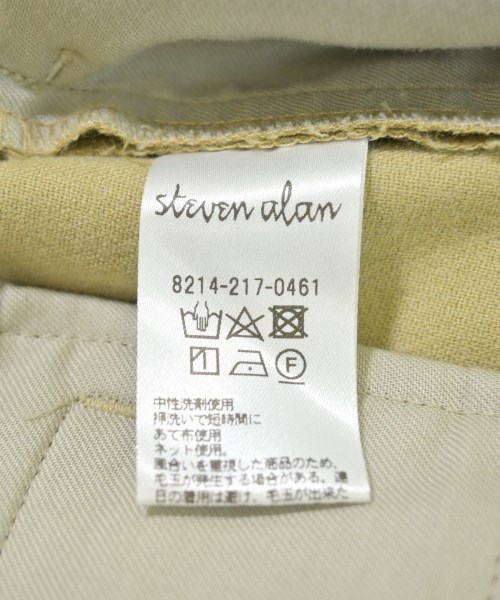 steven alan
8214-217-0461
F
中性洗剤使用
押洗いで短時間に
あて布使用
ネット使用。
風合いを重視した商品のため、
毛玉が発生する場合がある。連
日の着用は避け、毛玉が出来た